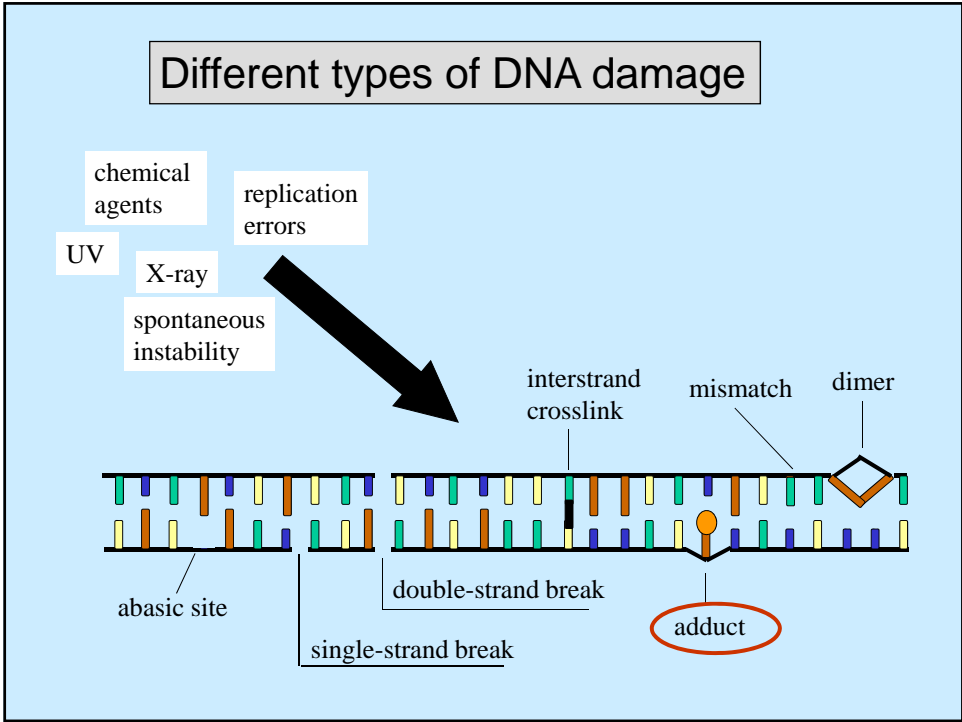 Different types of DNA damage
chemical
agents
replication
errors
UV
X-ray
spontaneous
instability
interstrand
crosslink
mismatch
dimer
abasic site
double-strand break
single-strand break
adduct